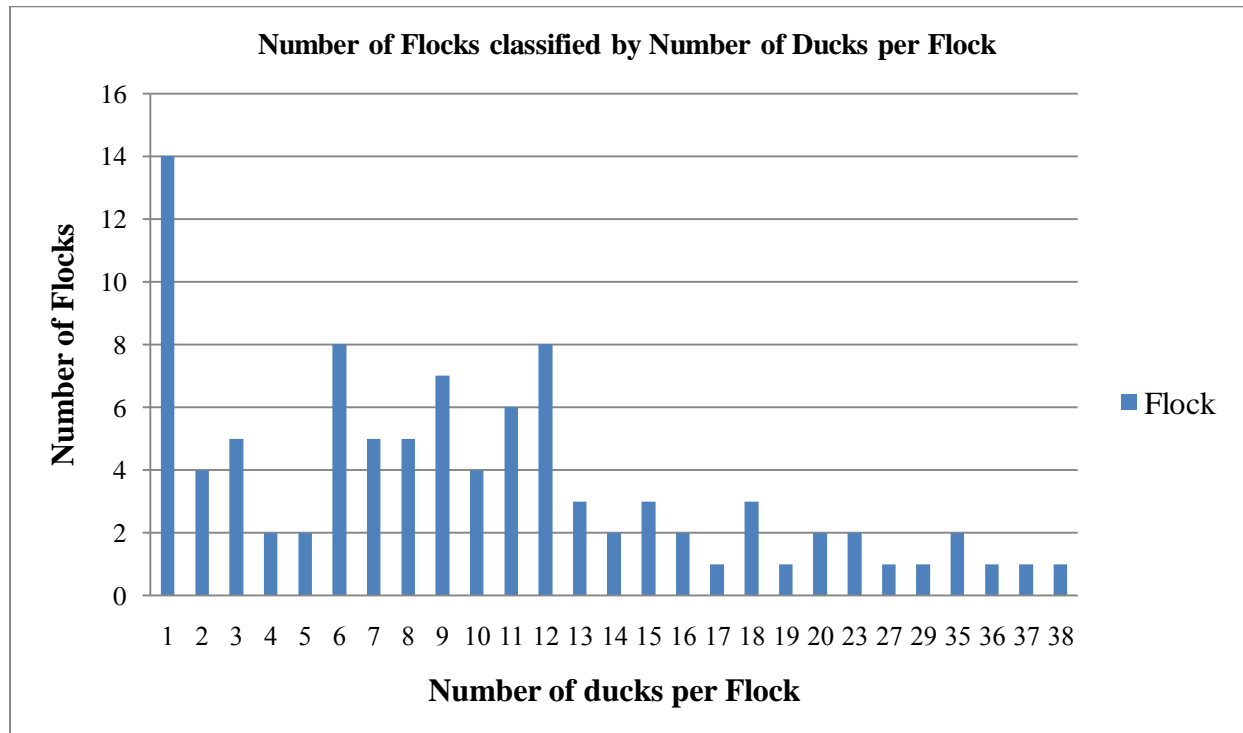 Number of Flocks classified by Number of Ducks per Flock
16
14
12
10
8
6
4
2
0
Number of Flocks
1 2 3 4 5 6 7 8 9 10 11 12 13 14 15 16 17 18 19 20 23 27 29 35 36 37 38
Number of ducks per Flock
Flock